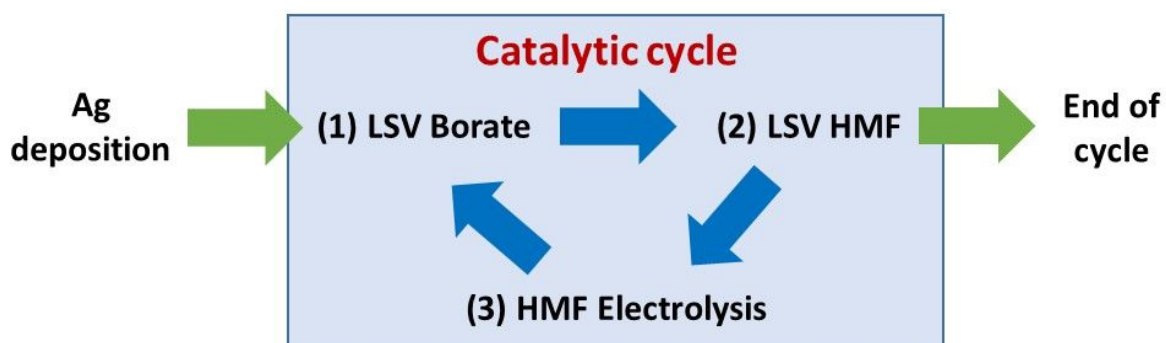 Catalytic cycle
Ag
deposition
(1) LSV Borate
(2) LSV HMF
End of
cycle
(3) HMF Electrolysis